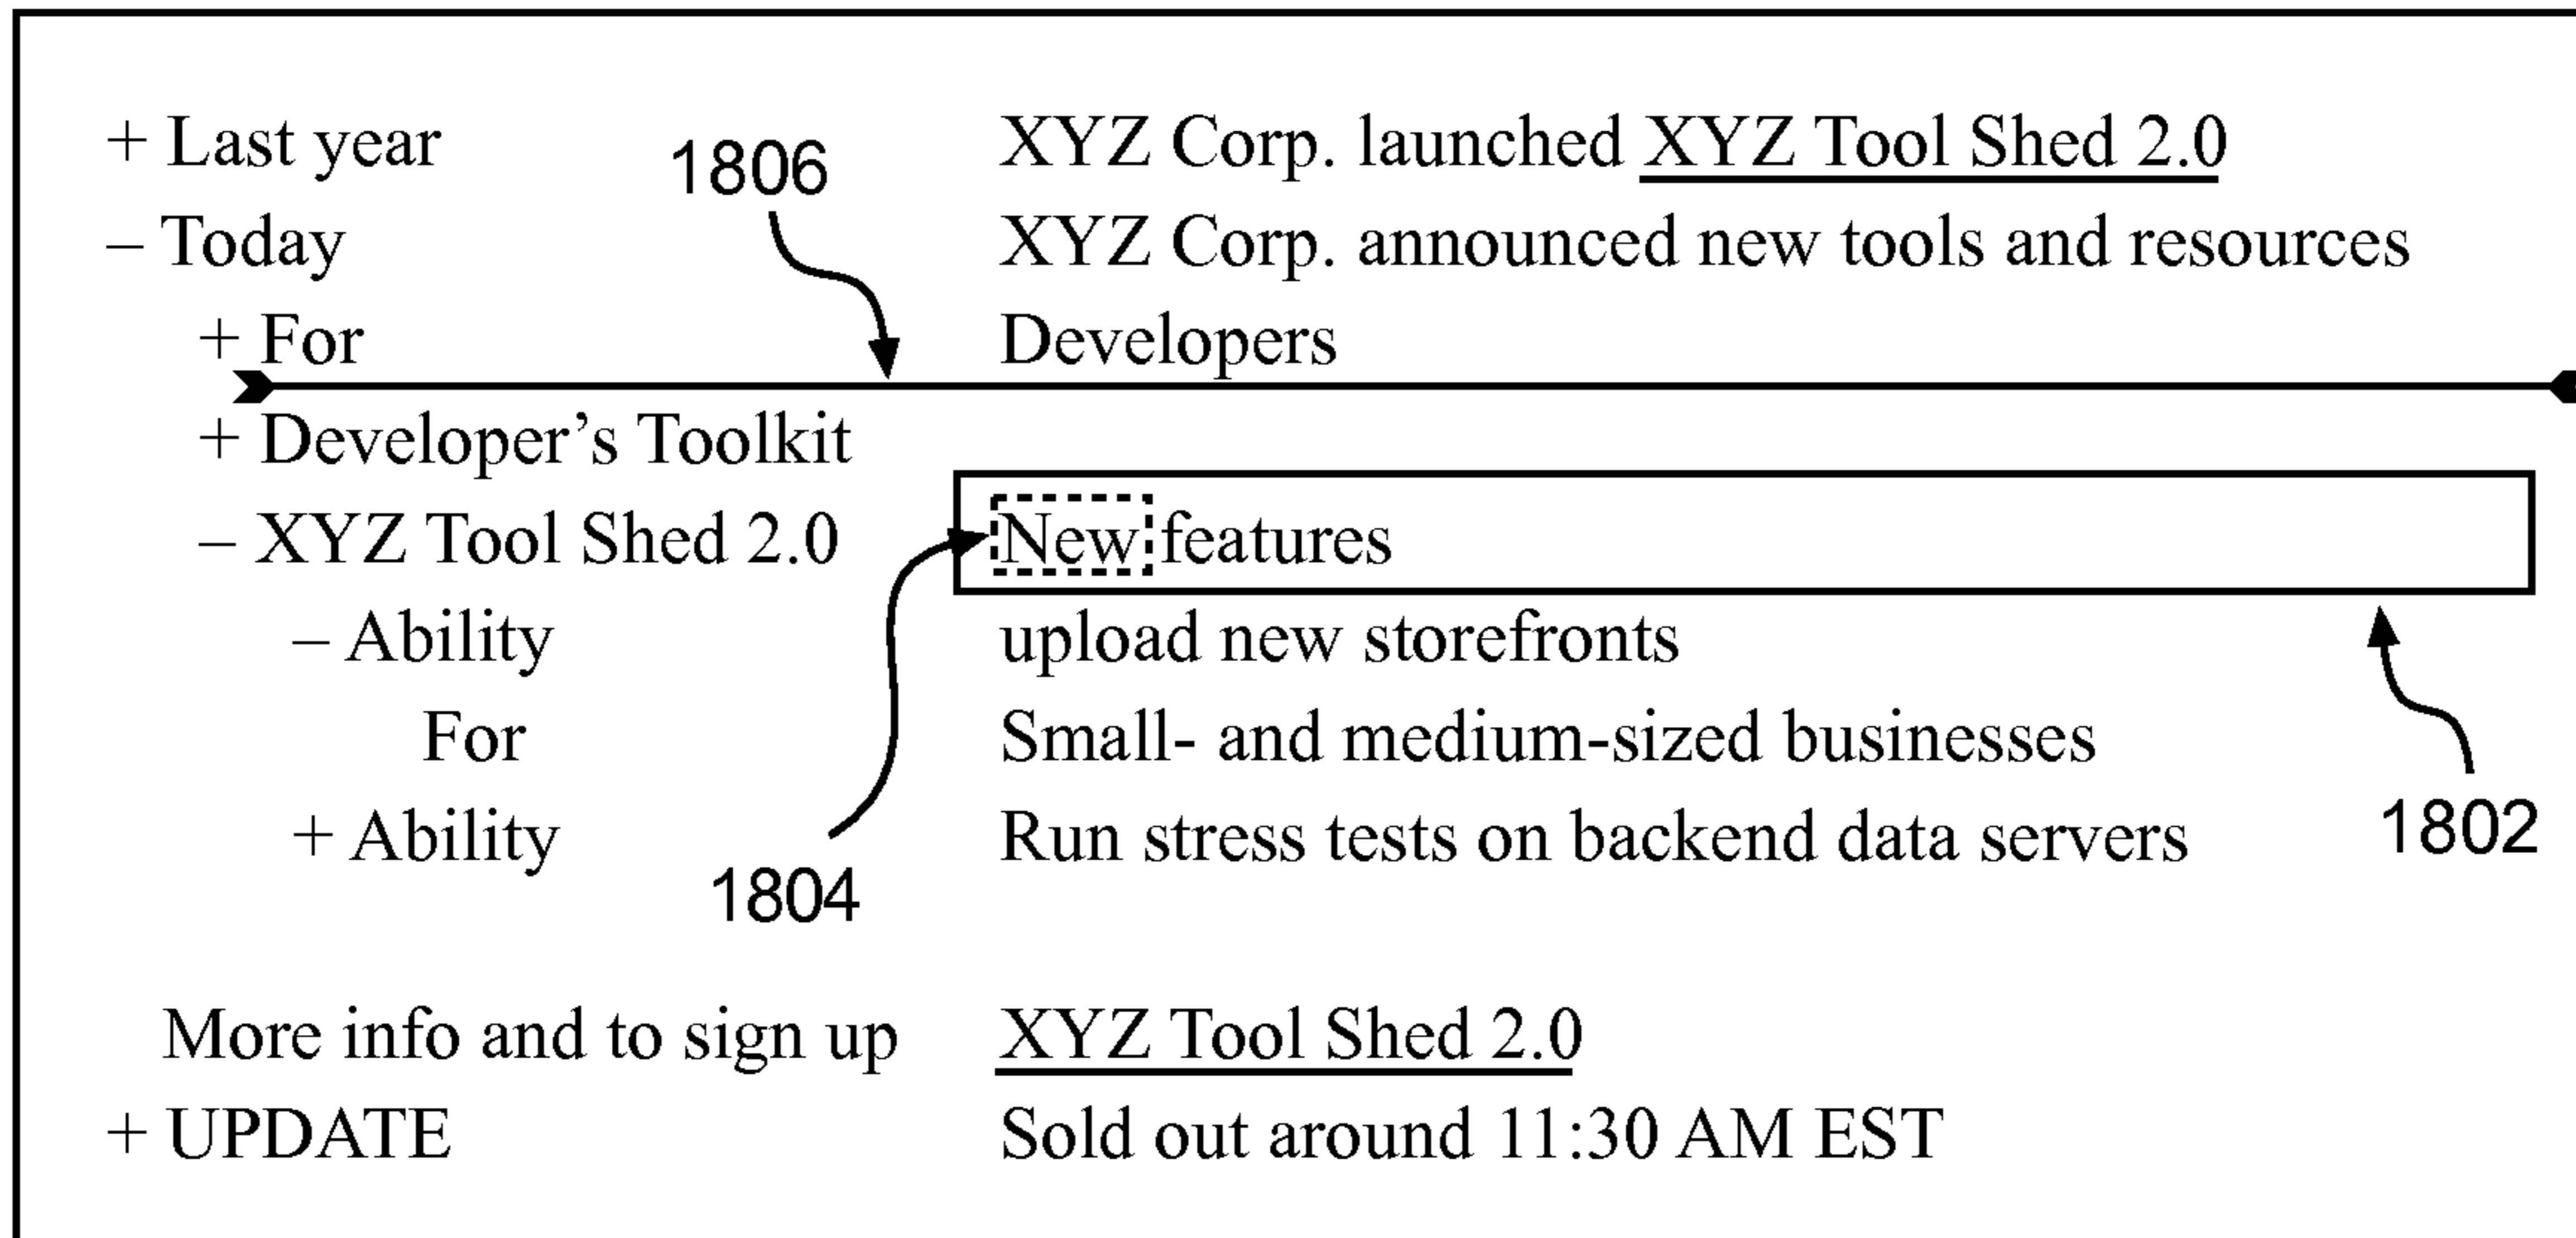 + Last year XYZ Corp. launched XYZ Tool Shed 2.0
1806
– Today XYZ Corp. announced new tools and resources
+ For Developers
+ Developer’s Toolkit
– XYZ Tool Shed 2.0 New features
– Ability upload new storefronts
For Small- and medium-sized businesses
+ Ability Run stress tests on backend data servers
1802
1804
More info and to sign up XYZ Tool Shed 2.0
+ UPDATE Sold out around 11:30 AM EST